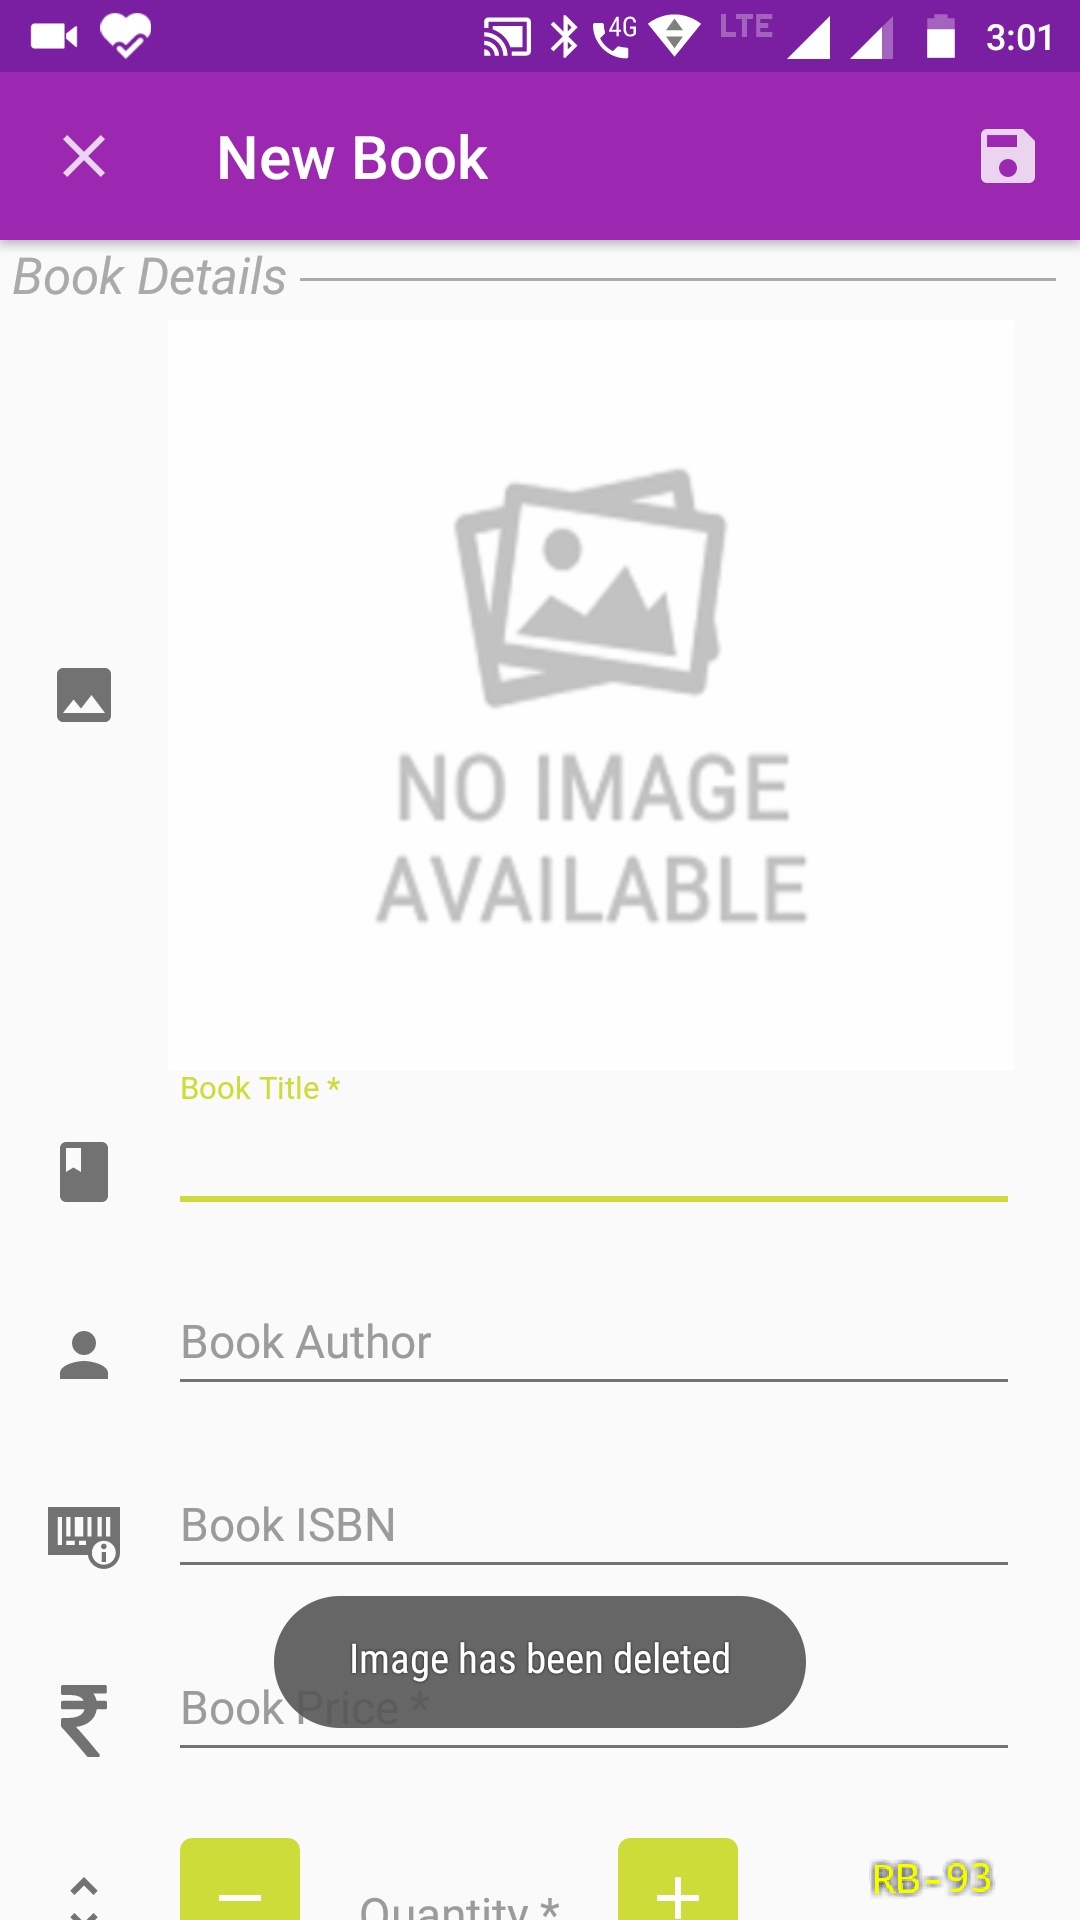 4G LTE 3:01
New Book
Book Details
NO IMAGE
AVAILABLE
Book Title *
Book Author
Book ISBN
Image has been deleted
Book Price *
Quantity *
RB-93